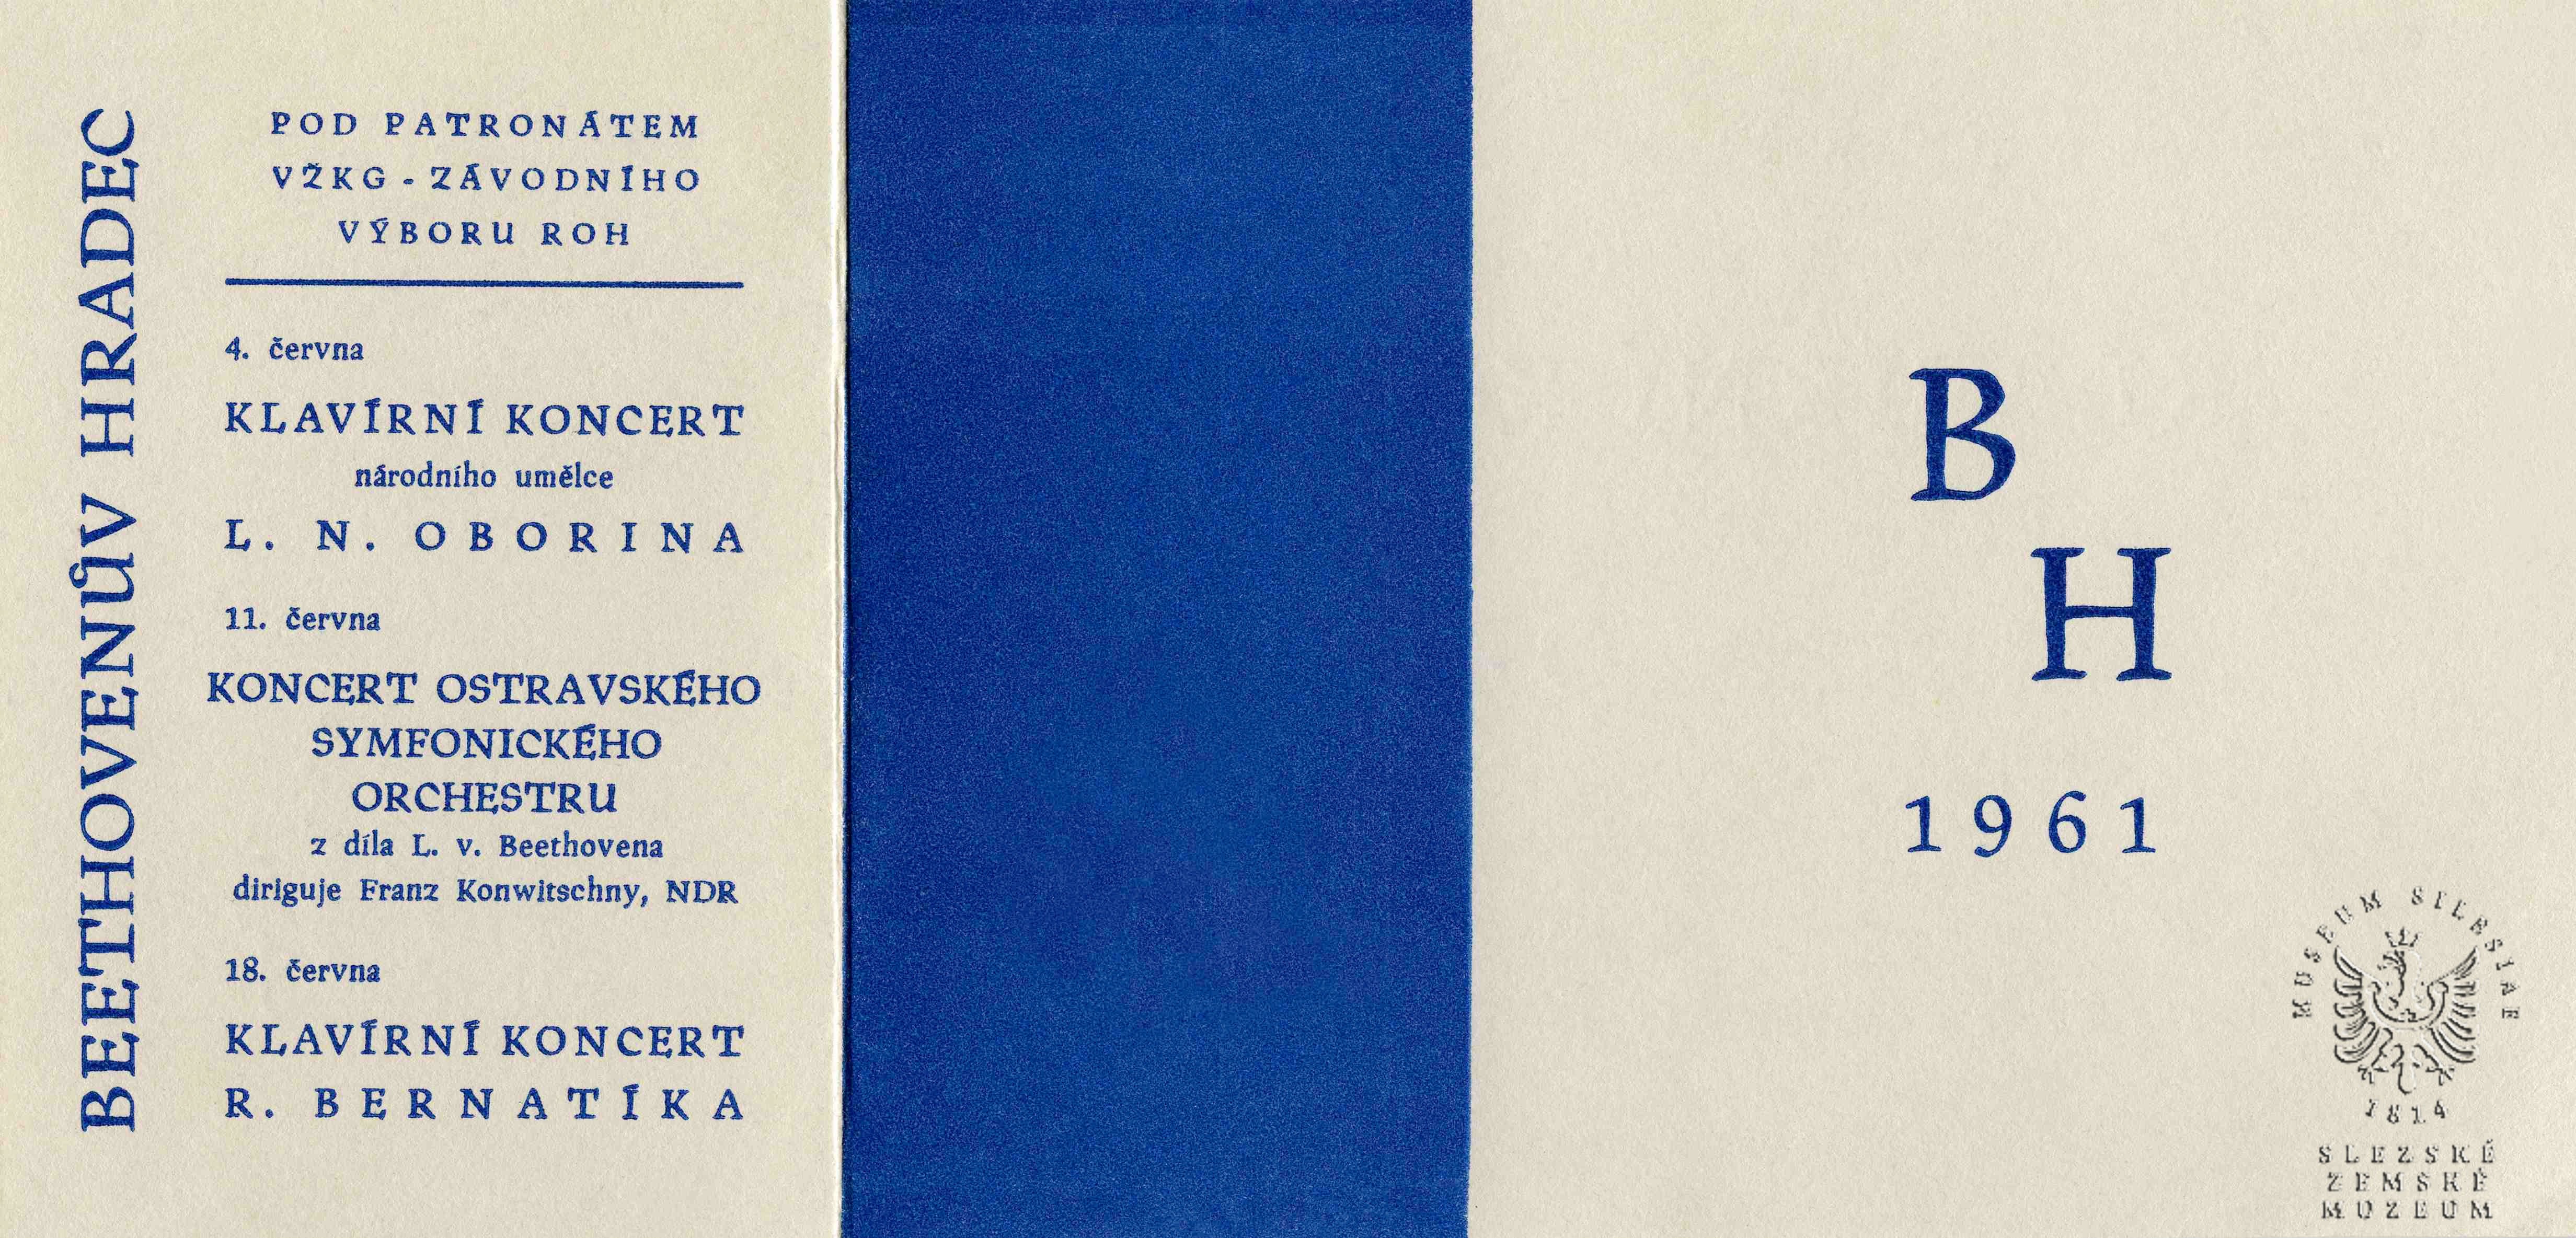 BEETHOVENŮV HRADEC
POD PATRONÁTEM
VŽKG - ZÁVODNÍHO
VÝBORU ROH
4. června
KLAVÍRNÍ KONCERT
národního umělce
L. N. OBORINA
11. června
KONCERT OSTRAVSKÉHO
SYMFONICKÉHO
ORCHESTRU
z díla L. v. Beethovena
diriguje Franz Konwitschny, NDR
18. června
KLAVÍRNÍ KONCERT
R. BERNATÍKA
B
H
1961
MUSEUM SILESIAE
1814
SLEZSKÉ
ZEMSKÉ
MUZEUM